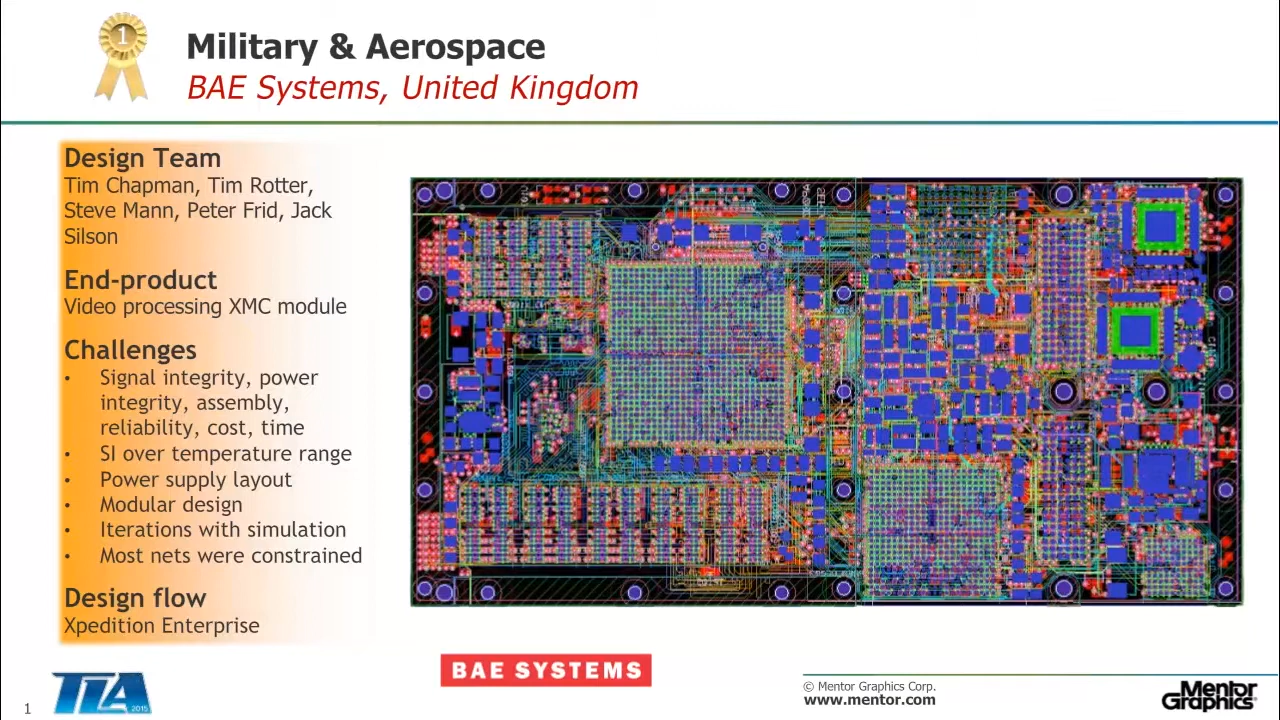 1
Military & Aerospace
BAE Systems, United Kingdom
Design Team
Tim Chapman, Tim Rotter,
Steve Mann, Peter Frid, Jack
Silson
End-product
Video processing XMC module
Challenges
• Signal integrity, power
integrity, assembly,
reliability, cost, time
• SI over temperature range
• Power supply layout
• Modular design
• Iterations with simulation
• Most nets were constrained
Design flow
Xpedition Enterprise
BAE SYSTEMS
1
TLA 2015
© Mentor Graphics Corp.
www.mentor.com
Mentor
Graphics